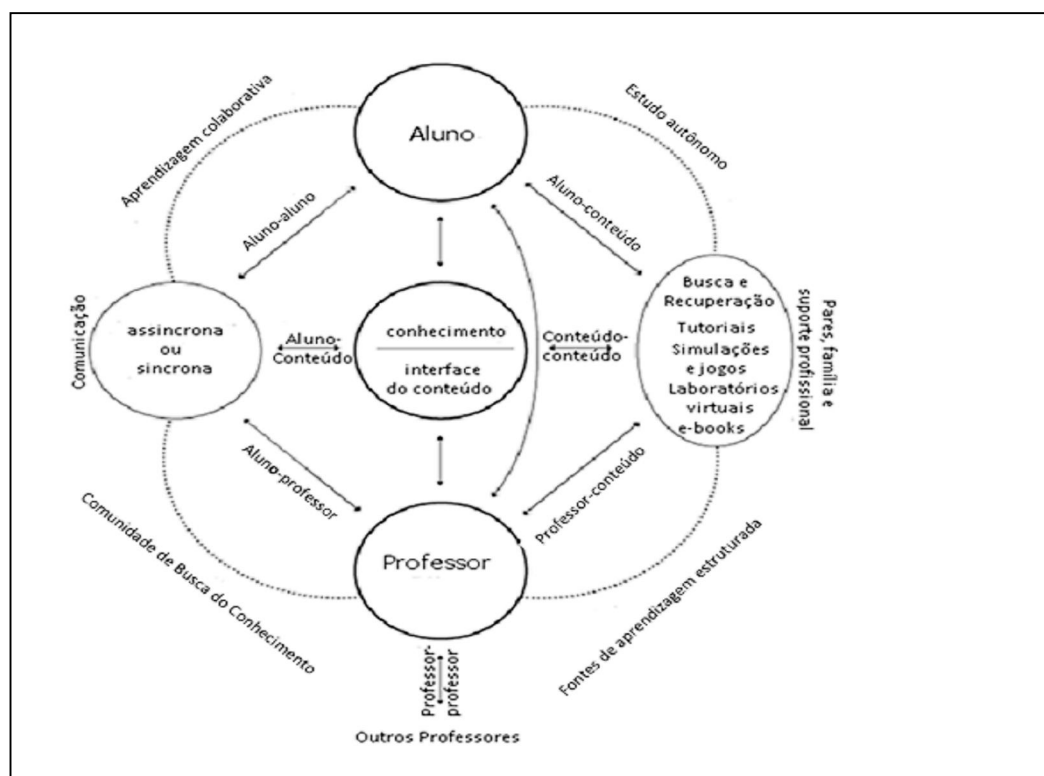 Aprendizagem colaborativa
Aluno
Estudo autônomo
Aluno-aluno
Aluno-conteúdo
Comunicação
assincrona
ou
sincrona
Aluno-
Conteúdo
conhecimento
interface
do conteúdo
Conteúdo-
conteúdo
Busca e
Recuperação
Tutoriais
Simulações
e jogos
Laboratórios
virtuais
e-books
Pares, família e
suporte profissional
Aluno-professor
Professor-conteúdo
Comunidade de Busca do Conhecimento
Professor
Fontes de aprendizagem estruturada
Professor-
professor
Outros Professores